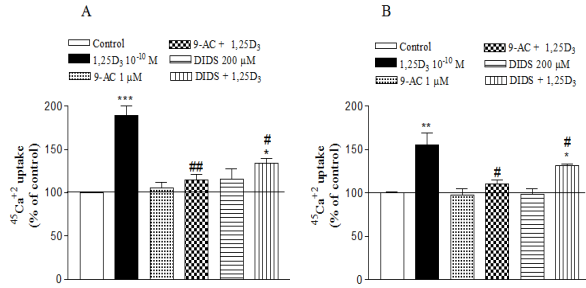 A
Control
1,25D₃ 10⁻¹⁰ M
9-AC 1 µM
9-AC + 1,25D₃
DIDS 200 µM
DIDS + 1,25D₃
⁴⁵Ca⁺² uptake
(% of control)
200
150
100
50
0
***
##
#
*
B
Control
1,25D₃ 10⁻¹⁰ M
9-AC 1 µM
9-AC + 1,25D₃
DIDS 200 µM
DIDS + 1,25D₃
⁴⁵Ca⁺² uptake
(% of control)
200
150
100
50
0
**
#
#
*